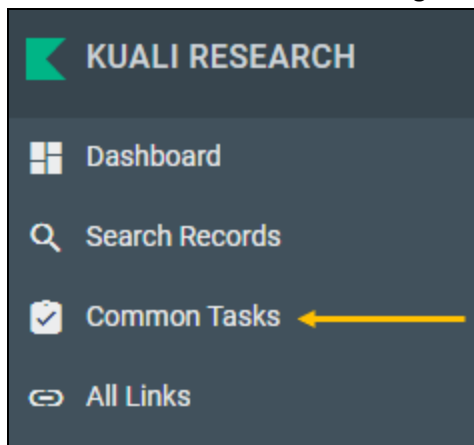 KUALI RESEARCH
Dashboard
Search Records
Common Tasks
All Links